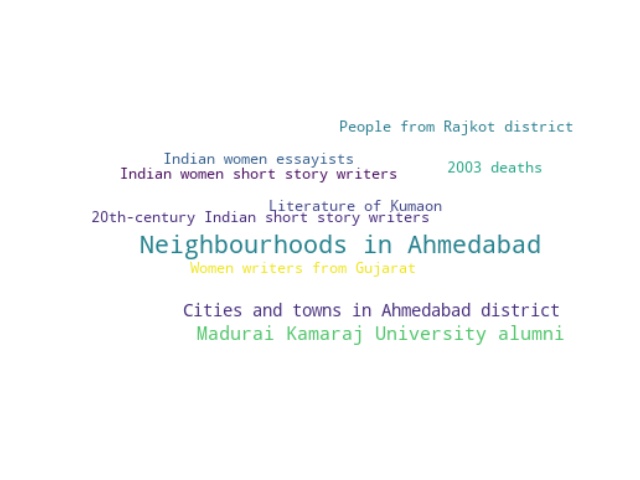 People from Rajkot district
Indian women essayists
2003 deaths
Indian women short story writers
Literature of Kumaon
20th-century Indian short story writers
Neighbourhoods in Ahmedabad
Women writers from Gujarat
Cities and towns in Ahmedabad district
Madurai Kamaraj University alumni